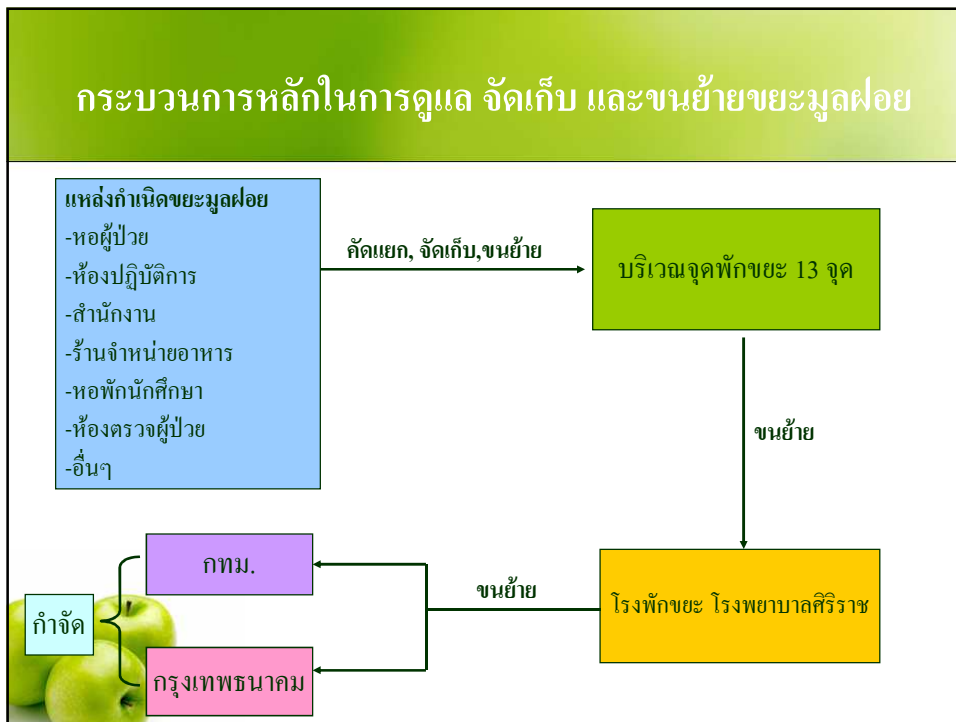 กระบวนการหลักในการดูแล จัดเก็บ และขนย้ายขยะมูลฝอย
แหล่งกำเนิดขยะมูลฝอย
-หอผู้ป่วย
-ห้องปฏิบัติการ
-สำนักงาน
-ร้านจำหน่ายอาหาร
-หอพักนักศึกษา
-ห้องตรวจผู้ป่วย
-อื่นๆ
คัดแยก, จัดเก็บ,ขนย้าย
บริเวณจุดพักขยะ 13 จุด
ขนย้าย
โรงพักขยะ โรงพยาบาลศิริราช
ขนย้าย
กทม.
กรุงเทพธนาคม
กำจัด